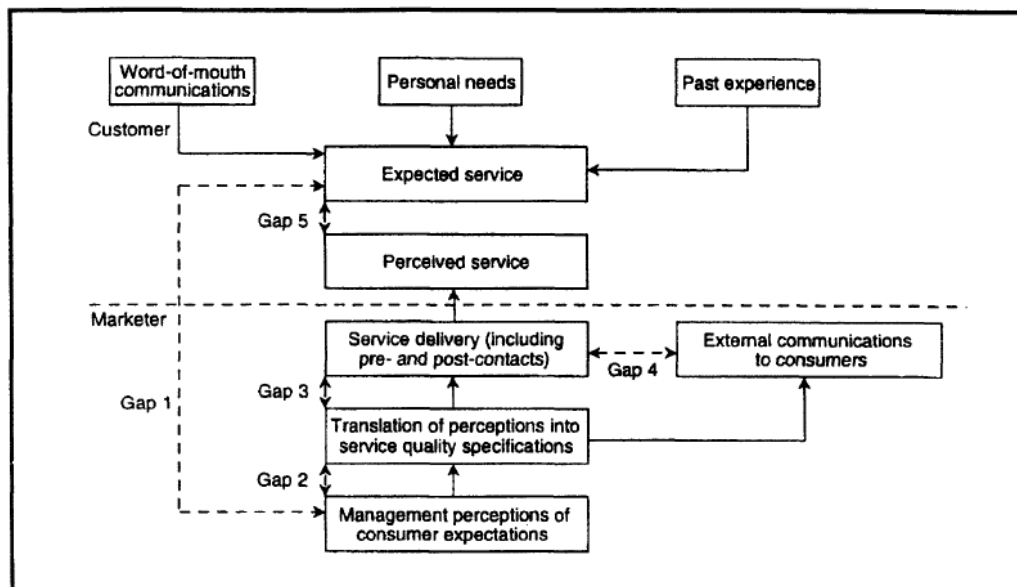 Word-of-mouth
communications
Personal needs
Past experience
Customer
Expected service
Gap 5
Perceived service
Marketer
Service delivery (including
pre- and post-contacts)
External communications
to consumers
Gap 4
Gap 3
Gap 1
Translation of perceptions into
service quality specifications
Gap 2
Management perceptions of
consumer expectations